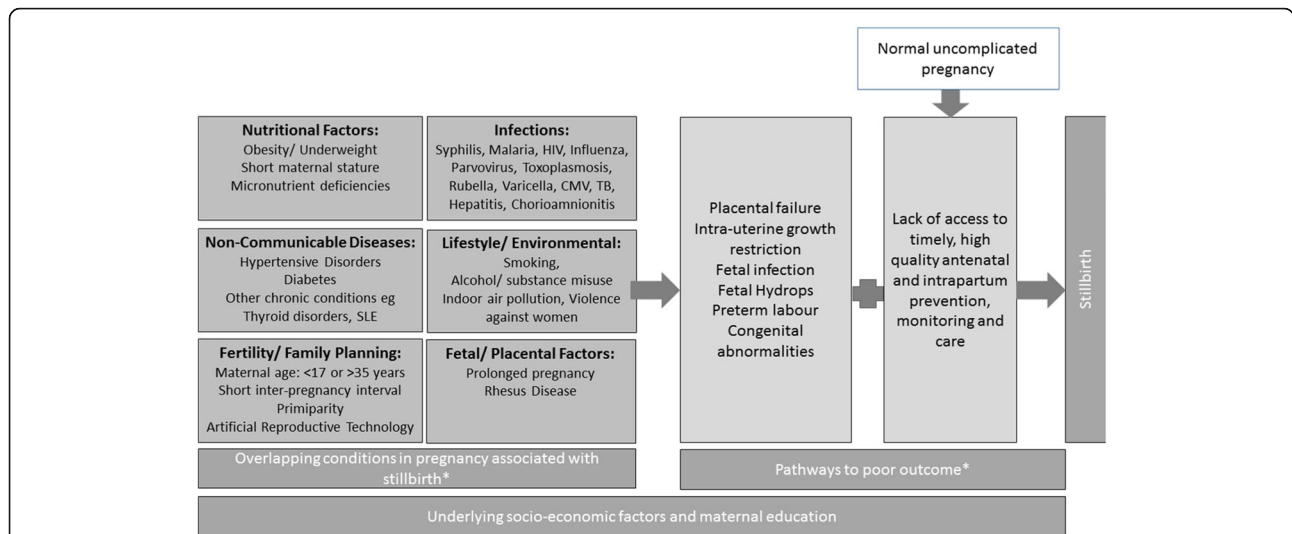 Normal uncomplicated
pregnancy
Nutritional Factors:
Obesity/ Underweight
Short maternal stature
Micronutrient deficiencies
Infections:
Syphilis, Malaria, HIV, Influenza,
Parvovirus, Toxoplasmosis,
Rubella, Varicella, CMV, TB,
Hepatitis, Chorioamnionitis
Non-Communicable Diseases:
Hypertensive Disorders
Diabetes
Other chronic conditions eg
Thyroid disorders, SLE
Lifestyle/ Environmental:
Smoking,
Alcohol/ substance misuse
Indoor air pollution, Violence
against women
Fertility/ Family Planning:
Maternal age: <17 or >35 years
Short inter-pregnancy interval
Primiparity
Artificial Reproductive Technology
Fetal/ Placental Factors:
Prolonged pregnancy
Rhesus Disease
Placental failure
Intra-uterine growth
restriction
Fetal infection
Fetal Hydrops
Preterm labour
Congenital
abnormalities
Lack of access to
timely, high
quality antenatal
and intrapartum
prevention,
monitoring and
care
Stillbirth
Overlapping conditions in pregnancy associated with
stillbirth*
Pathways to poor outcome*
Underlying socio-economic factors and maternal education